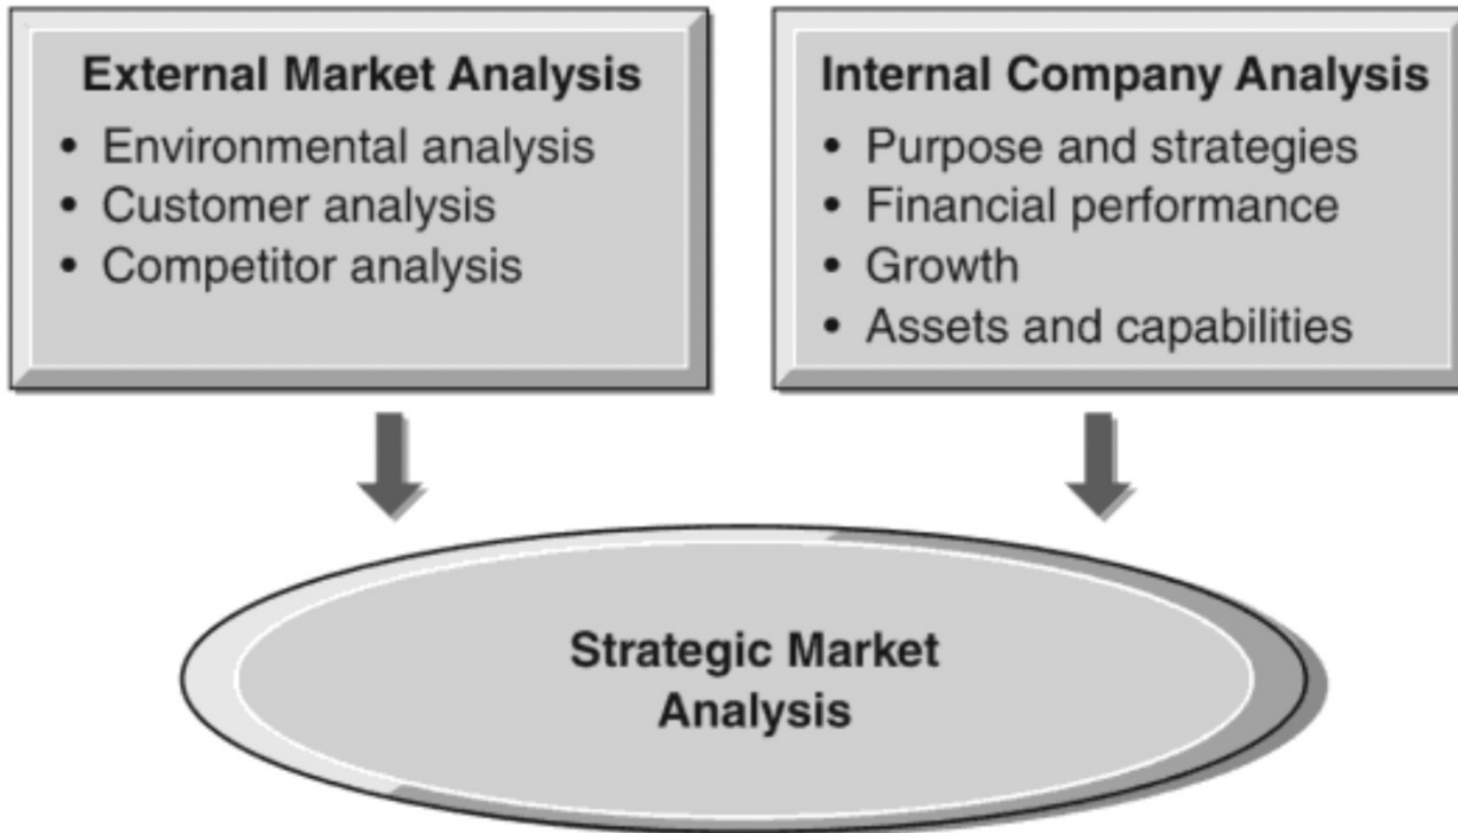 External Market Analysis
• Environmental analysis
• Customer analysis
• Competitor analysis
Internal Company Analysis
• Purpose and strategies
• Financial performance
• Growth
• Assets and capabilities
Strategic Market
Analysis